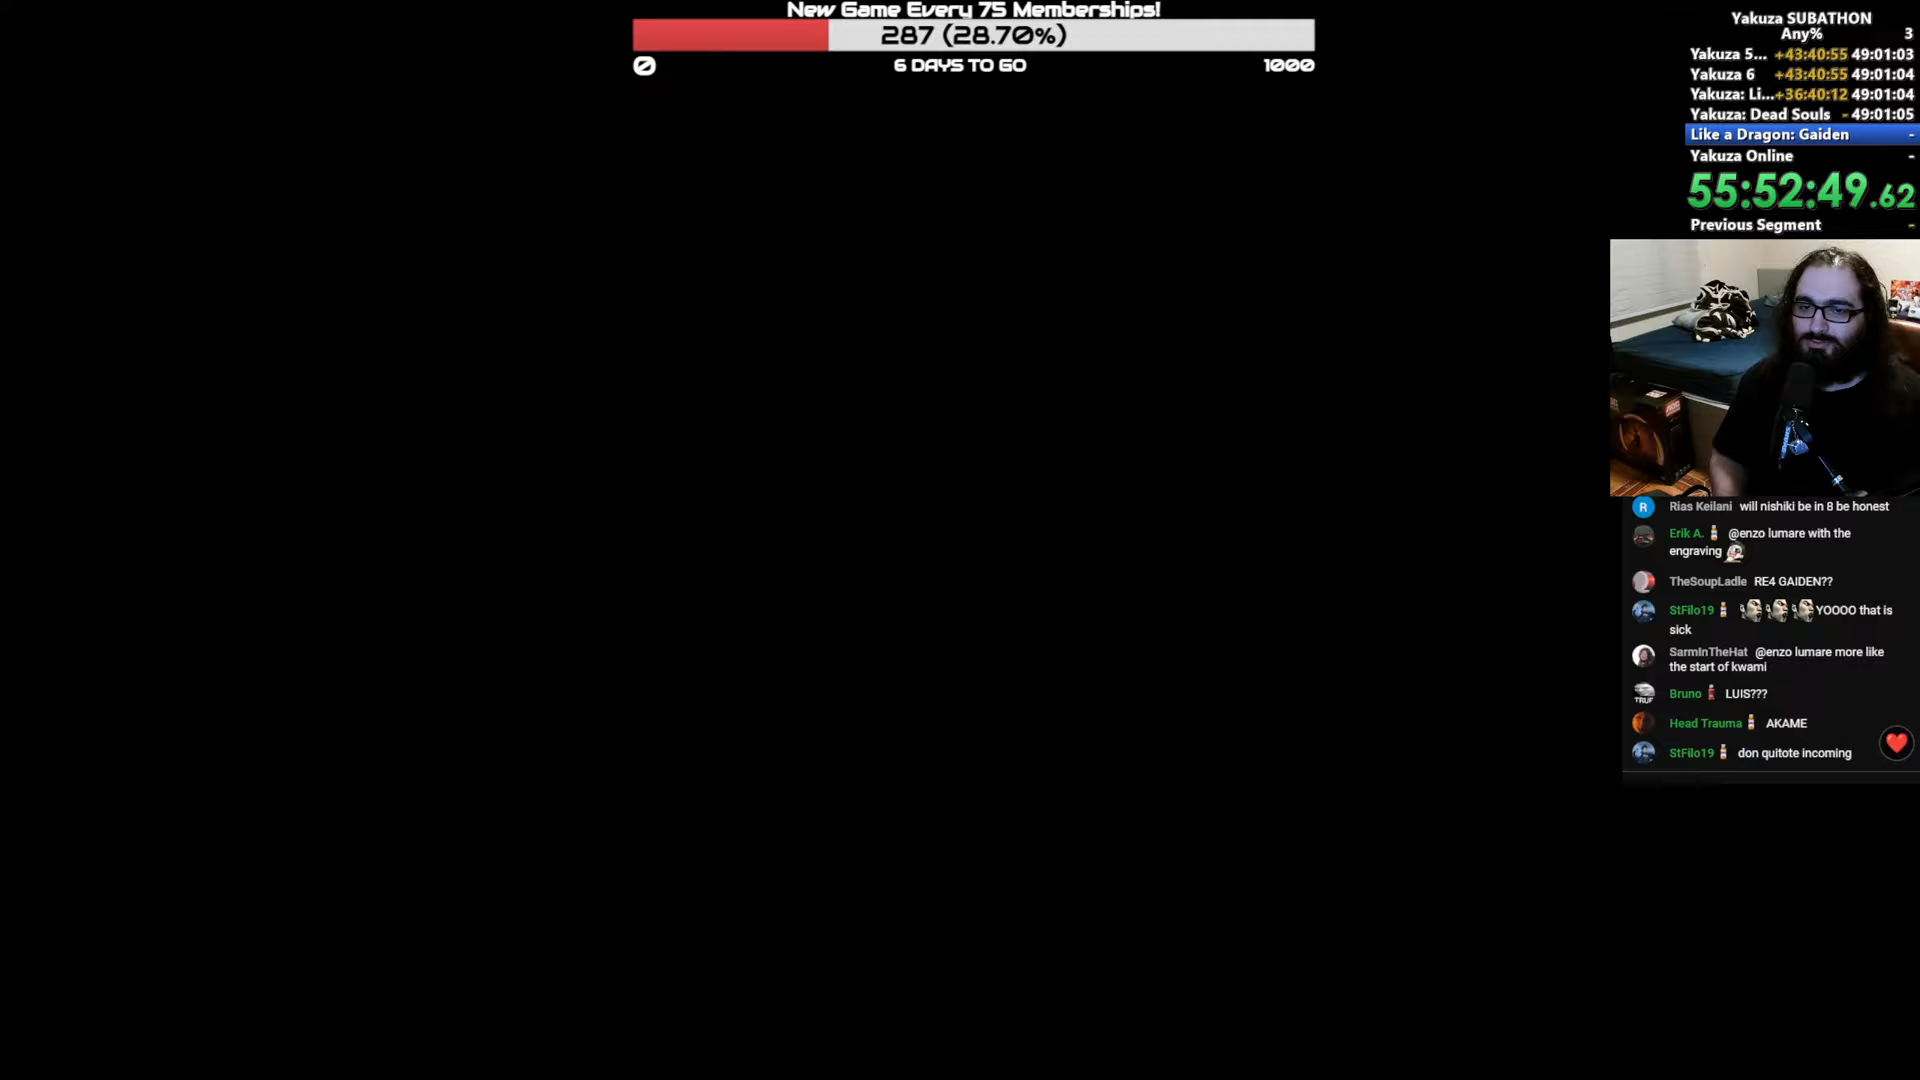 New Game Every 75 Memberships!
287 (28.70%)
0 6 DAYS TO GO 1000
Yakuza SUBATHON
Any% 3
Yakuza 5... +43:40:55 49:01:03
Yakuza 6 +43:40:55 49:01:04
Yakuza: Li...+36:40:12 49:01:04
Yakuza: Dead Souls - 49:01:05
Like a Dragon: Gaiden -
Yakuza Online -
55:52:49.62
Previous Segment -
R Rias Keilani will nishiki be in 8 be honest
Erik A. @enzo lumare with the
engraving
TheSoupLadle RE4 GAIDEN??
StFilo19 YOOOO that is
sick
SarmInTheHat @enzo lumare more like
the start of kwami
Bruno LUIS???
Head Trauma AKAME
StFilo19 don quitote incoming